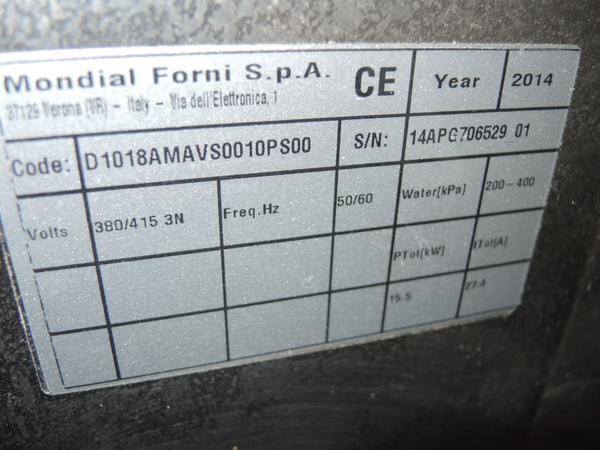 Mondial Forni S.p.A. CE Year 2014
37129 Verona (VR) – Italy – Via dell'Elettronica, 1
Code: D1018AMAVS0010PS00 S/N: 14APG706529 01
Volts 380/415 3N Freq.Hz 50/60 Water[kPa] 200-400
PTot[kW] ITot[A]
15.5 27.4